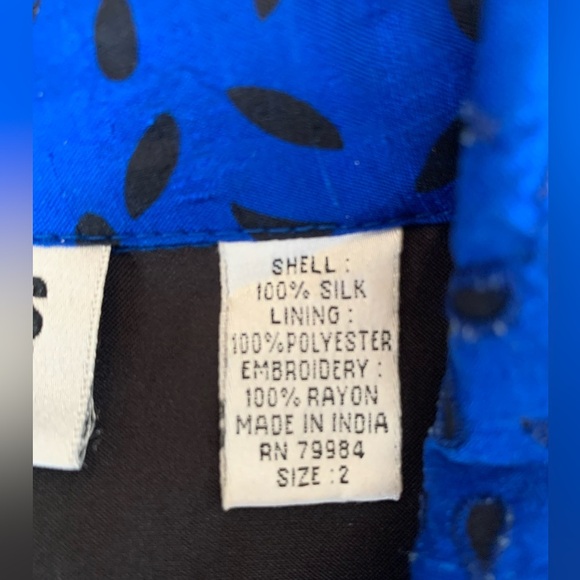 S
SHELL :
100% SILK
LINING :
100%POLYESTER
EMBROIDERY :
100% RAYON
MADE IN INDIA
RN 79984
SIZE : 2